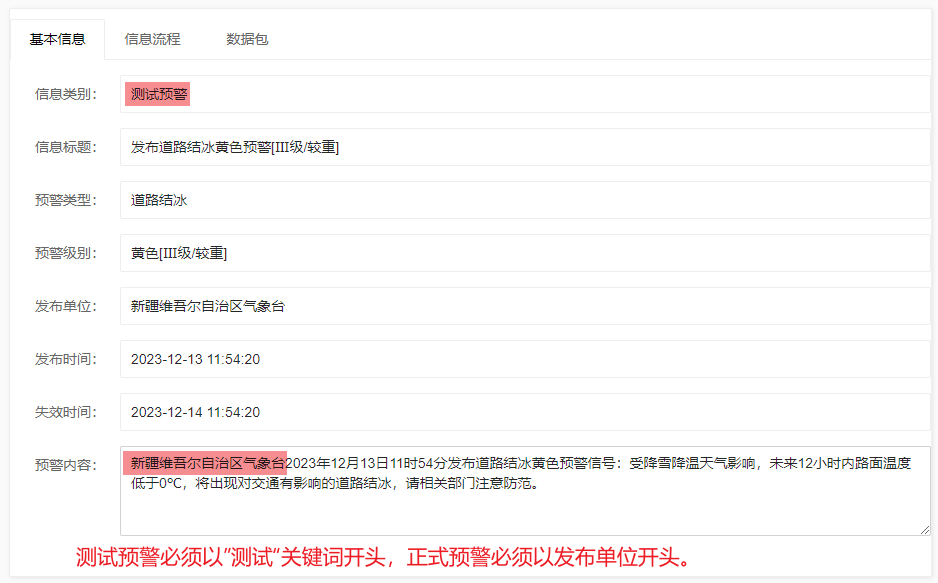 基本信息 信息流程 数据包
信息类别： 测试预警
信息标题： 发布道路结冰黄色预警[III级/较重]
预警类型： 道路结冰
预警级别： 黄色[III级/较重]
发布单位： 新疆维吾尔自治区气象台
发布时间： 2023-12-13 11:54:20
失效时间： 2023-12-14 11:54:20
预警内容： 新疆维吾尔自治区气象台2023年12月13日11时54分发布道路结冰黄色预警信号：受降雪降温天气影响，未来12小时内路面温度
低于0℃，将出现对交通有影响的道路结冰，请相关部门注意防范。
测试预警必须以”测试“关键词开头，正式预警必须以发布单位开头。